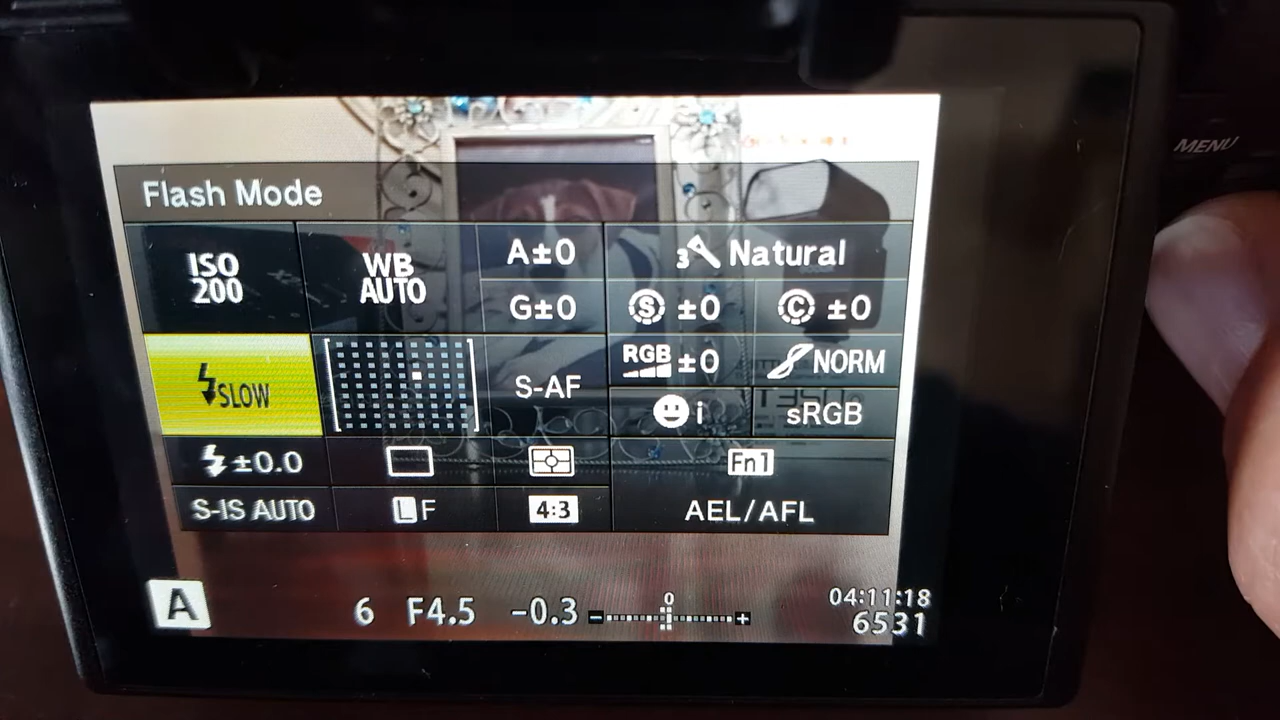 MENU
Flash Mode
ISO 200
WB AUTO
A±0
G±0
3 Natural
S ±0
C ±0
SLOW
S-AF
RGB ±0
NORM
i
sRGB
±0.0
Fn1
S-IS AUTO
L F
4:3
AEL/AFL
A
6 F4.5 -0.3 - 0 +
04:11:18
6531